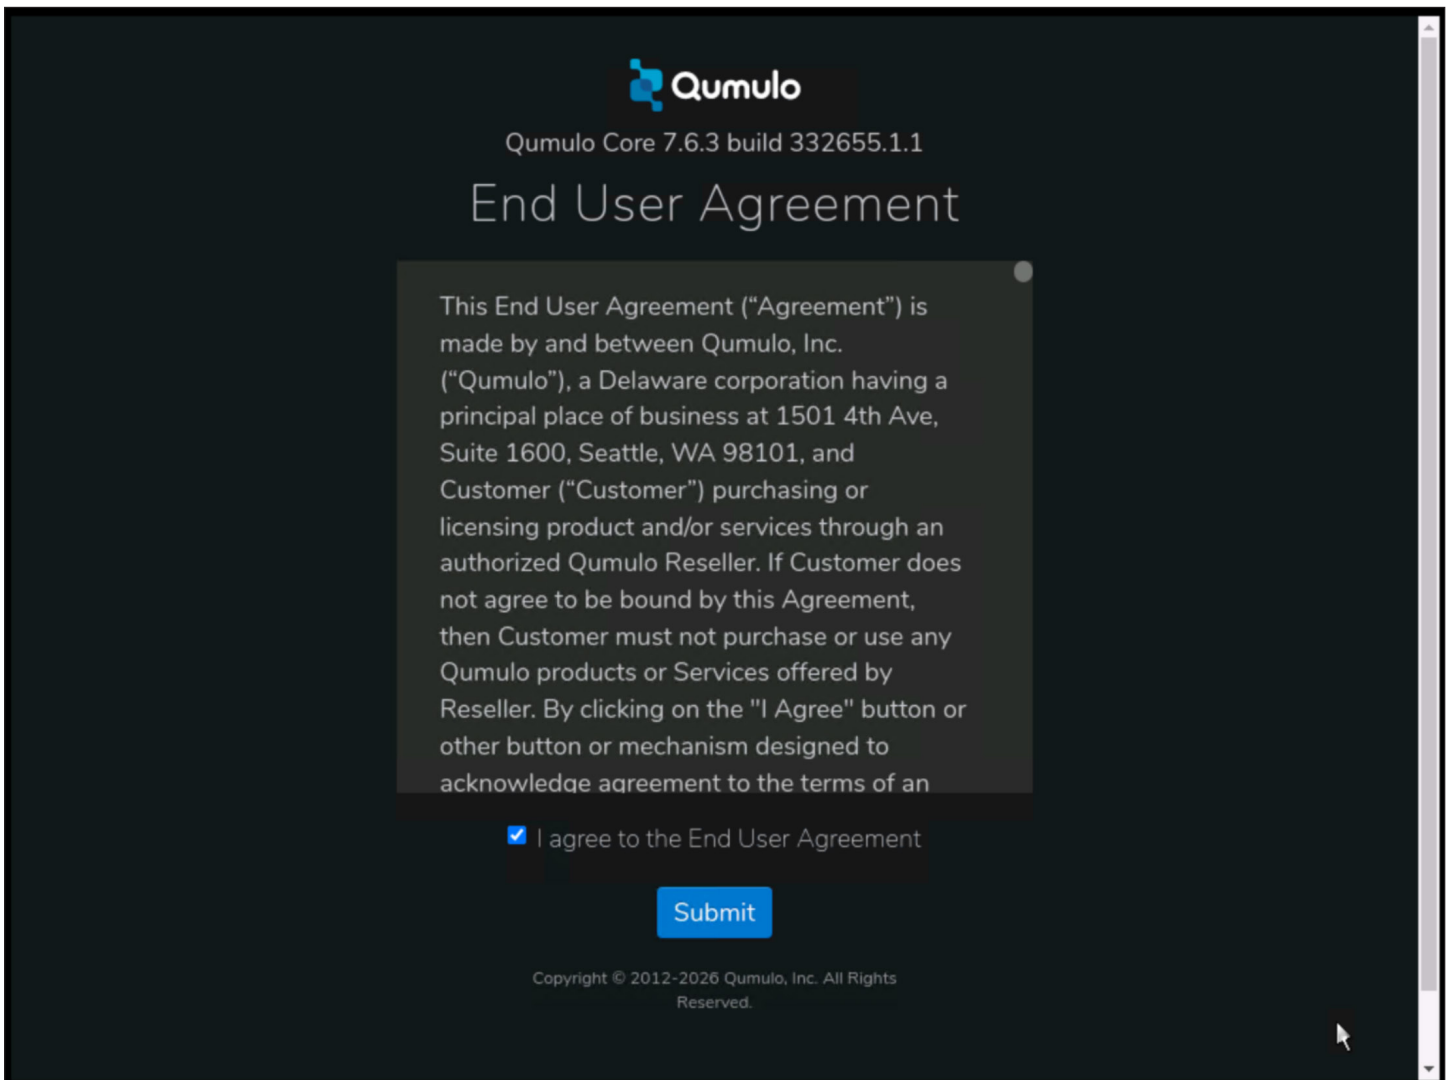 Qumulo
Qumulo Core 7.6.3 build 332655.1.1
End User Agreement
This End User Agreement (“Agreement”) is
made by and between Qumulo, Inc.
(“Qumulo”), a Delaware corporation having a
principal place of business at 1501 4th Ave,
Suite 1600, Seattle, WA 98101, and
Customer (“Customer”) purchasing or
licensing product and/or services through an
authorized Qumulo Reseller. If Customer does
not agree to be bound by this Agreement,
then Customer must not purchase or use any
Qumulo products or Services offered by
Reseller. By clicking on the "I Agree" button or
other button or mechanism designed to
acknowledge agreement to the terms of an
I agree to the End User Agreement
Submit
Copyright © 2012-2026 Qumulo, Inc. All Rights
Reserved.